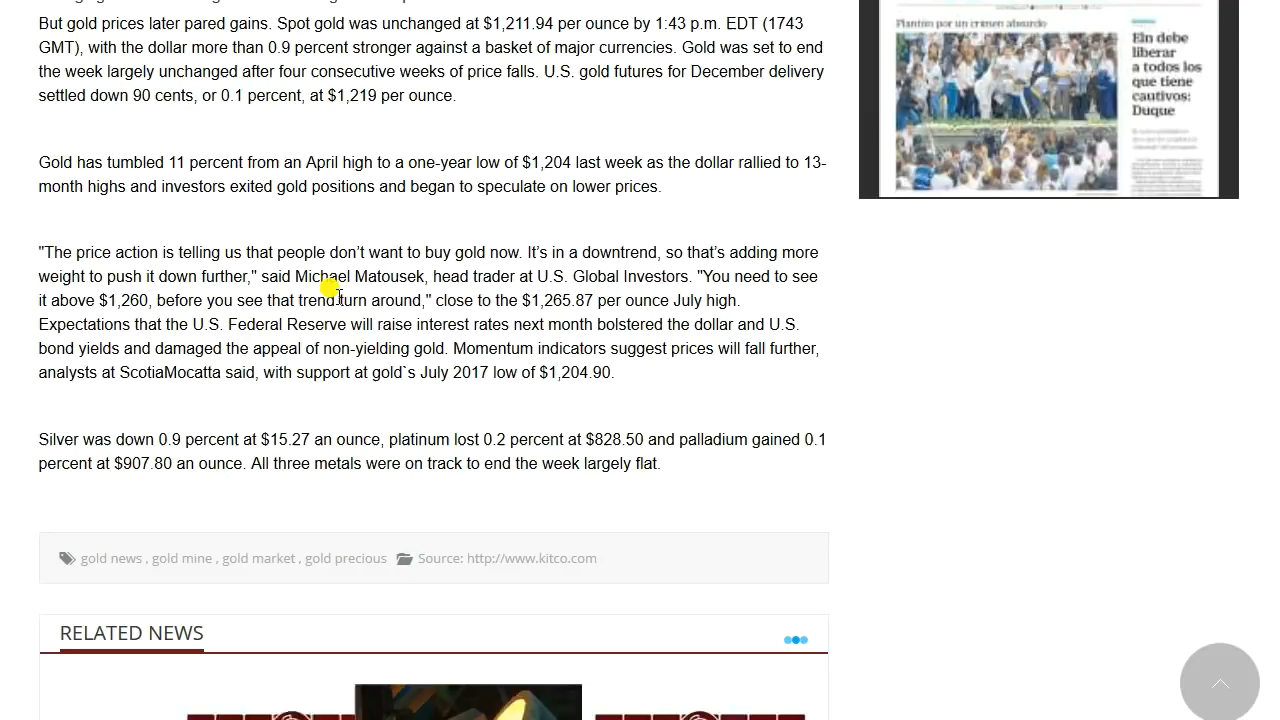 But gold prices later pared gains. Spot gold was unchanged at $1,211.94 per ounce by 1:43 p.m. EDT (1743
GMT), with the dollar more than 0.9 percent stronger against a basket of major currencies. Gold was set to end
the week largely unchanged after four consecutive weeks of price falls. U.S. gold futures for December delivery
settled down 90 cents, or 0.1 percent, at $1,219 per ounce.
Gold has tumbled 11 percent from an April high to a one-year low of $1,204 last week as the dollar rallied to 13-
month highs and investors exited gold positions and began to speculate on lower prices.
"The price action is telling us that people don’t want to buy gold now. It’s in a downtrend, so that’s adding more
weight to push it down further," said Michael Matousek, head trader at U.S. Global Investors. "You need to see
it above $1,260, before you see that trend turn around," close to the $1,265.87 per ounce July high.
Expectations that the U.S. Federal Reserve will raise interest rates next month bolstered the dollar and U.S.
bond yields and damaged the appeal of non-yielding gold. Momentum indicators suggest prices will fall further,
analysts at ScotiaMocatta said, with support at gold`s July 2017 low of $1,204.90.
Silver was down 0.9 percent at $15.27 an ounce, platinum lost 0.2 percent at $828.50 and palladium gained 0.1
percent at $907.80 an ounce. All three metals were on track to end the week largely flat.
gold news , gold mine , gold market , gold precious Source: http://www.kitco.com
RELATED NEWS
Plantón por un crimen absurdo
Eln debe
liberar
a todos los
que tiene
cautivos:
Duque